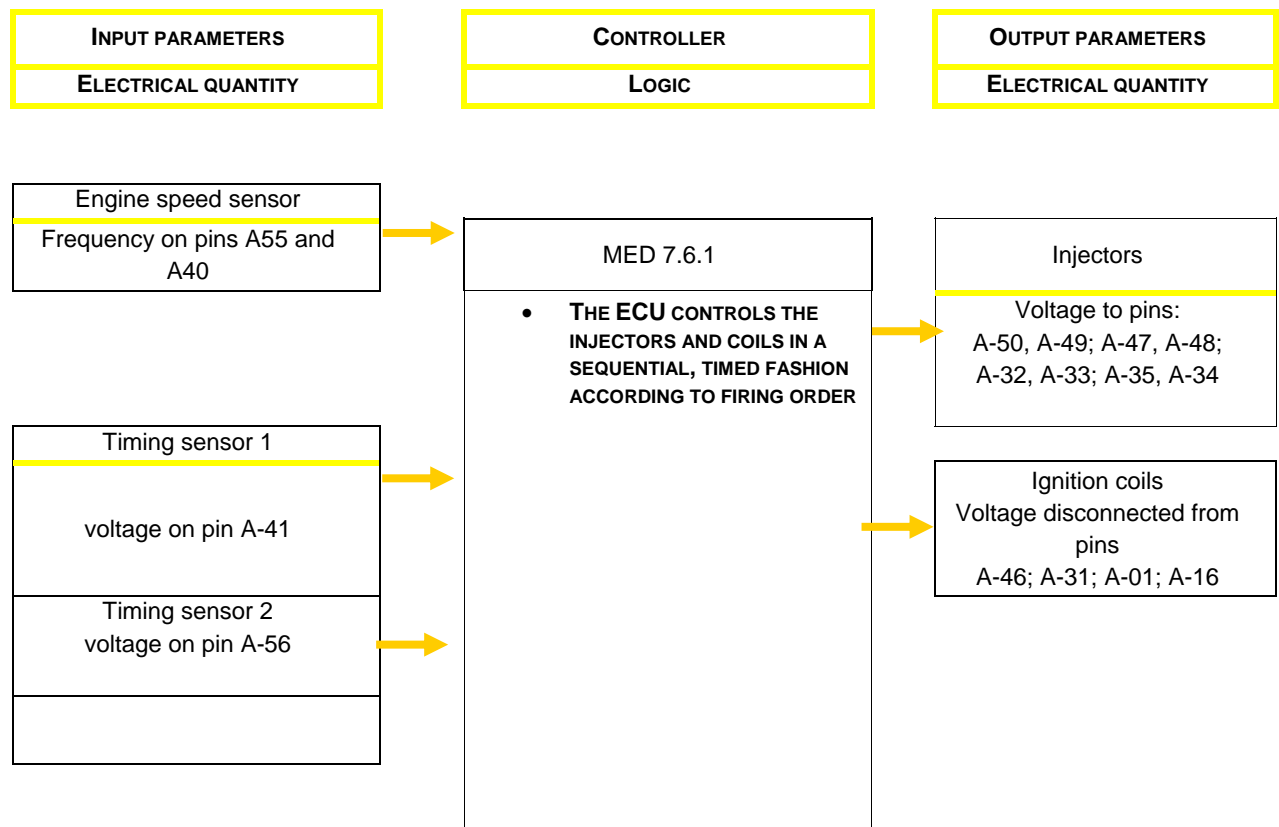 INPUT PARAMETERS
ELECTRICAL QUANTITY
CONTROLLER
LOGIC
OUTPUT PARAMETERS
ELECTRICAL QUANTITY
Engine speed sensor
Frequency on pins A55 and
A40
Timing sensor 1
voltage on pin A-41
Timing sensor 2
voltage on pin A-56
MED 7.6.1
• THE ECU CONTROLS THE
INJECTORS AND COILS IN A
SEQUENTIAL, TIMED FASHION
ACCORDING TO FIRING ORDER
Injectors
Voltage to pins:
A-50, A-49; A-47, A-48;
A-32, A-33; A-35, A-34
Ignition coils
Voltage disconnected from
pins
A-46; A-31; A-01; A-16